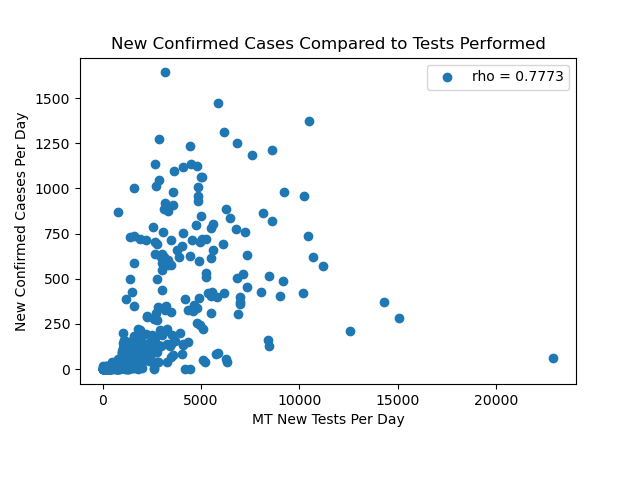 New Confirmed Cases Compared to Tests Performed
rho = 0.7773
New Confirmed Caeses Per Day
1500
1250
1000
750
500
250
0
0 5000 10000 15000 20000
MT New Tests Per Day